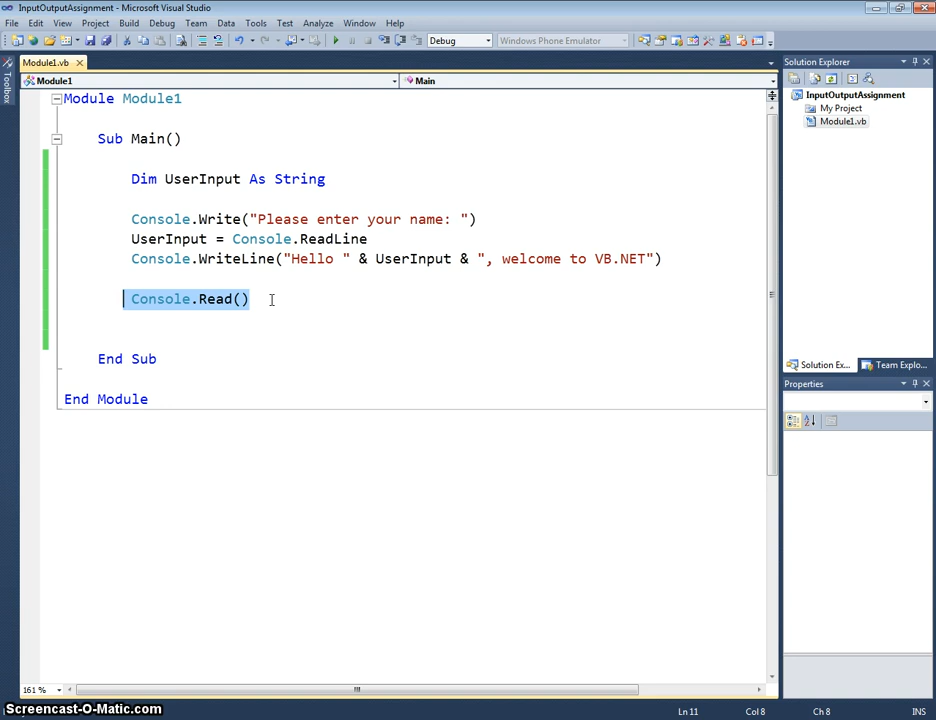 InputOutputAssignment - Microsoft Visual Studio
File Edit View Project Build Debug Team Data Tools Test Analyze Window Help
Debug Windows Phone Emulator
Toolbox
Module1.vb
Module1 Main
Module Module1
Sub Main()
Dim UserInput As String
Console.Write("Please enter your name: ")
UserInput = Console.ReadLine
Console.WriteLine("Hello " & UserInput & ", welcome to VB.NET")
Console.Read()
End Sub
End Module
Solution Explorer
InputOutputAssignment
My Project
Module1.vb
Solution Ex... Team Explo...
Properties
161 %
Ln 11 Col 8 Ch 8 INS
Screencast-O-Matic.com